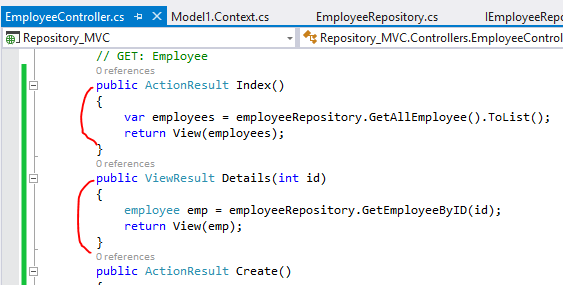 EmployeeController.cs Model1.Context.cs EmployeeRepository.cs IEmployeeRepo
Repository_MVC Repository_MVC.Controllers.EmployeeControl
// GET: Employee
0 references
public ActionResult Index()
{
var employees = employeeRepository.GetAllEmployee().ToList();
return View(employees);
}
0 references
public ViewResult Details(int id)
{
employee emp = employeeRepository.GetEmployeeByID(id);
return View(emp);
}
0 references
public ActionResult Create()
{